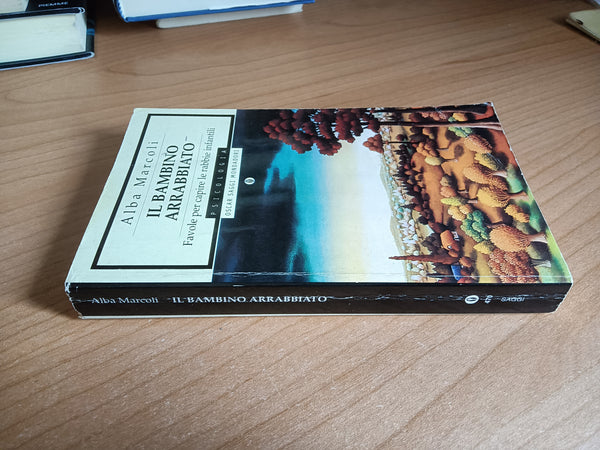 PIEMME
Alba Marcoli
IL BAMBINO
ARRABBIATO
Favole per capire le rabbie infantili
PSICOLOGIA
OSCAR SAGGI MONDADORI
Alba Marcoli IL BAMBINO ARRABBIATO SAGGI